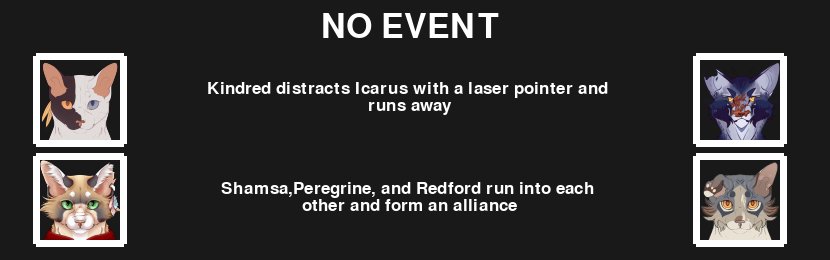 NO EVENT
Kindred distracts Icarus with a laser pointer and
runs away
Shamsa,Peregrine, and Redford run into each
other and form an alliance